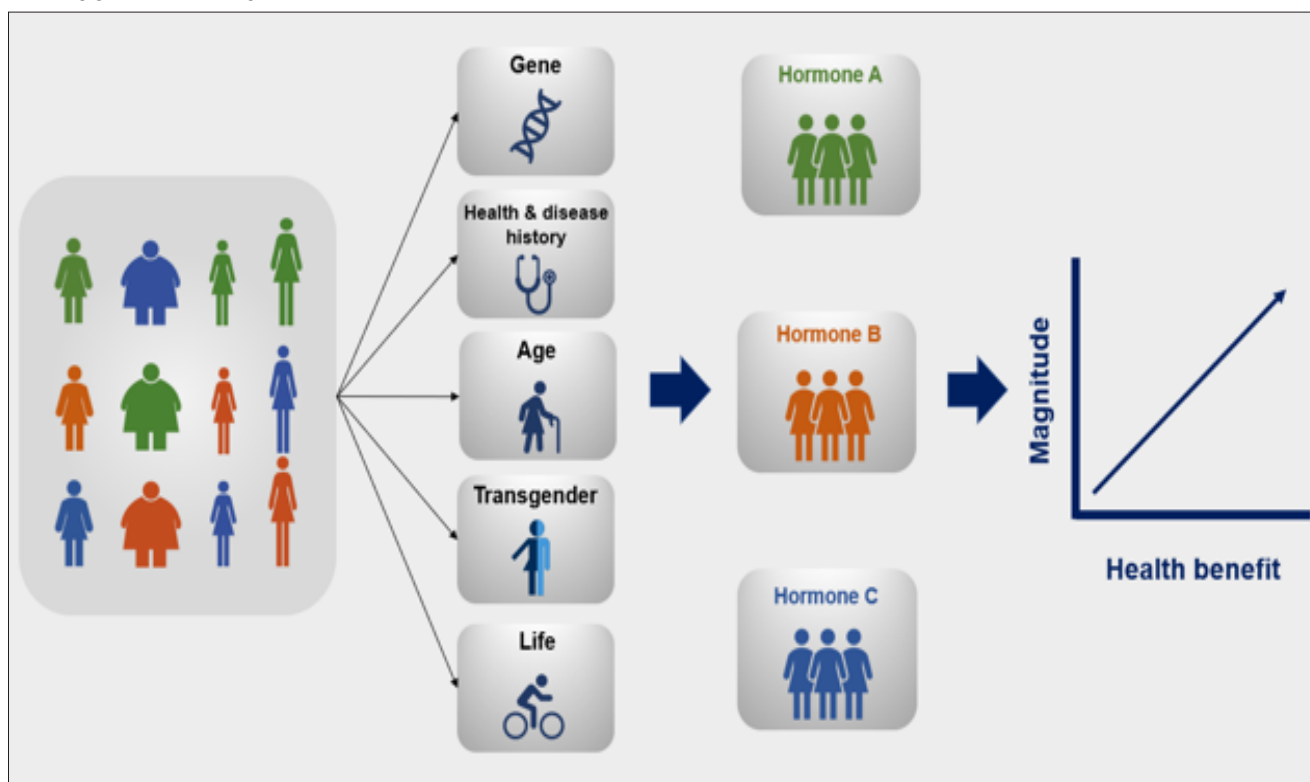 Gene
Health & disease
history
Age
Transgender
Life
Hormone A
Hormone B
Hormone C
Magnitude
Health benefit